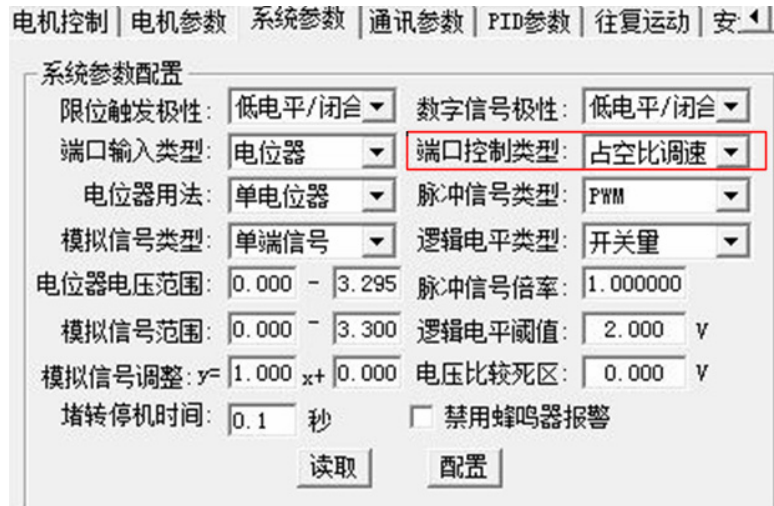 电机控制 电机参数 系统参数 通讯参数 PID参数 往复运动 安
系统参数配置
限位触发极性: 低电平/闭合 数字信号极性: 低电平/闭合
端口输入类型: 电位器 端口控制类型: 占空比调速
电位器用法: 单电位器 脉冲信号类型: PWM
模拟信号类型: 单端信号 逻辑电平类型: 开关量
电位器电压范围: 0.000 - 3.295 脉冲信号倍率: 1.000000
模拟信号范围: 0.000 - 3.300 逻辑电平阈值: 2.000 V
模拟信号调整: y= 1.000 x+ 0.000 电压比较死区: 0.000 V
堵转停机时间: 0.1 秒 禁用蜂鸣器报警
读取 配置